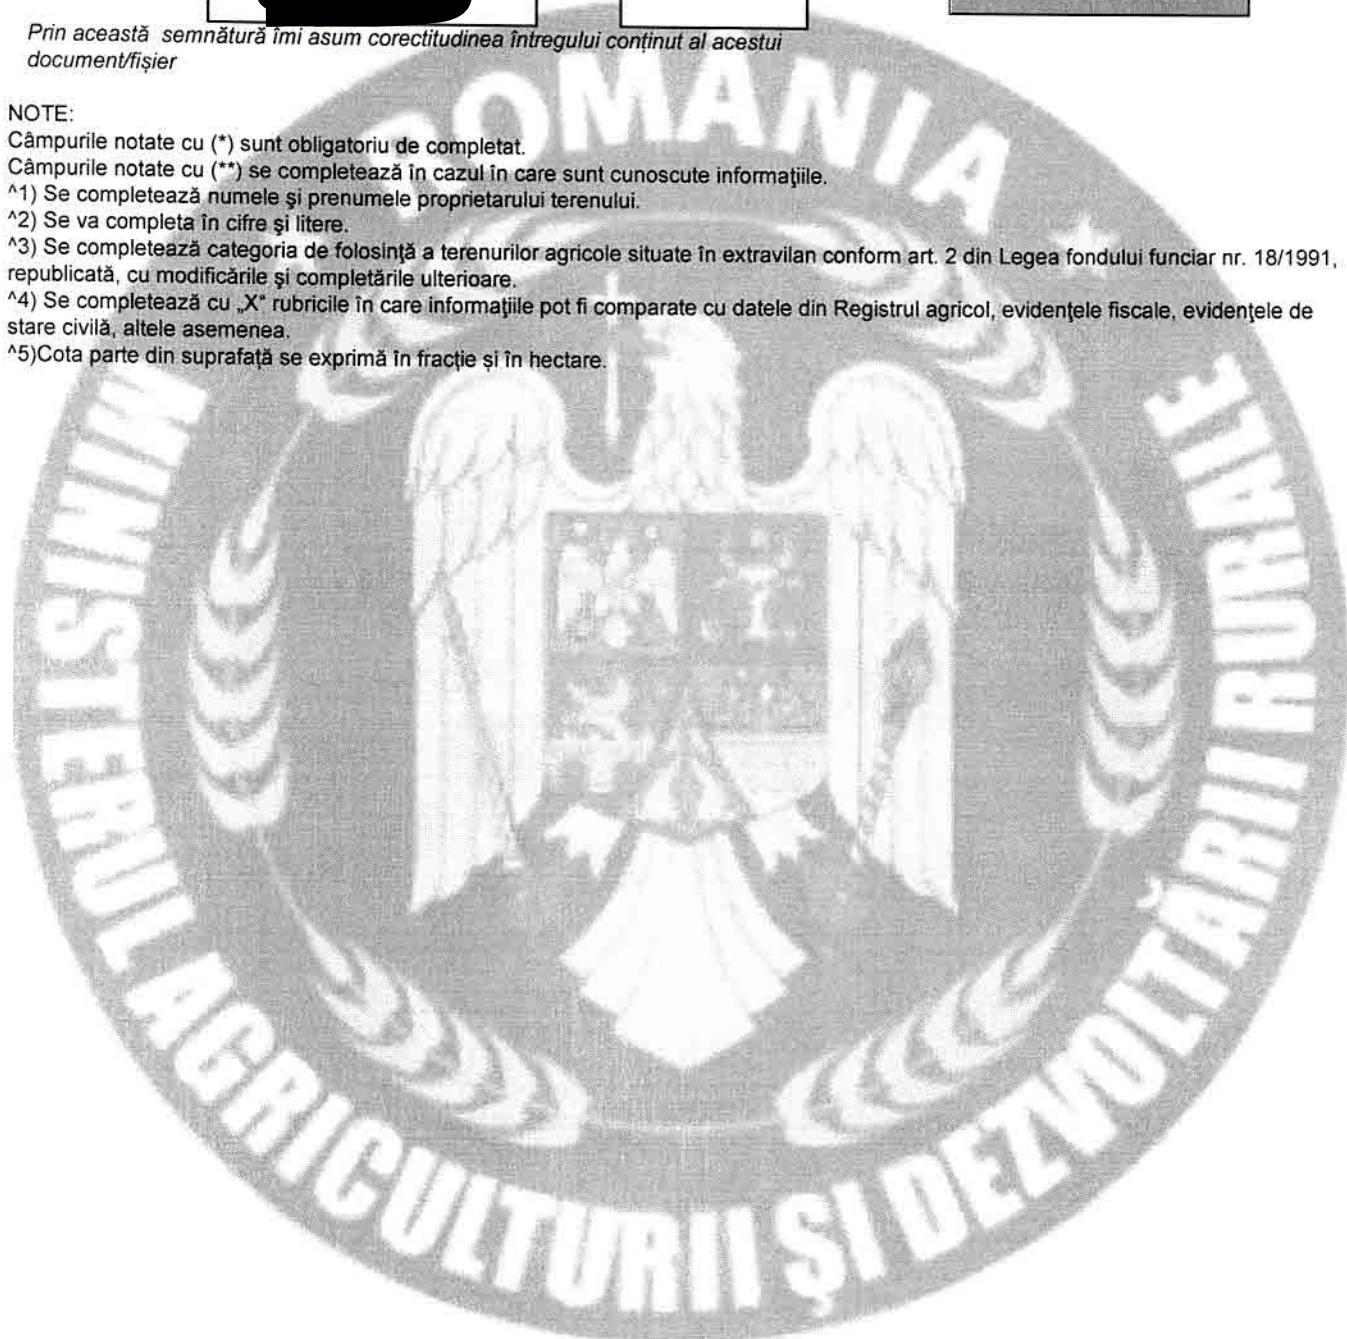 Prin această semnătură îmi asum corectitudinea întregului conținut al acestui
document/fișier
NOTE:
Câmpurile notate cu (*) sunt obligatoriu de completat.
Câmpurile notate cu (**) se completează în cazul în care sunt cunoscute informaţiile.
^1) Se completează numele şi prenumele proprietarului terenului.
^2) Se va completa în cifre şi litere.
^3) Se completează categoria de folosinţă a terenurilor agricole situate în extravilan conform art. 2 din Legea fondului funciar nr. 18/1991,
republicată, cu modificările şi completările ulterioare.
^4) Se completează cu „X" rubricile în care informaţiile pot fi comparate cu datele din Registrul agricol, evidenţele fiscale, evidenţele de
stare civilă, altele asemenea.
^5)Cota parte din suprafață se exprimă în fracție și în hectare.
ROMANIA
MINISTERUL AGRICULTURII ŞI DEZVOLTĂRII RURALE